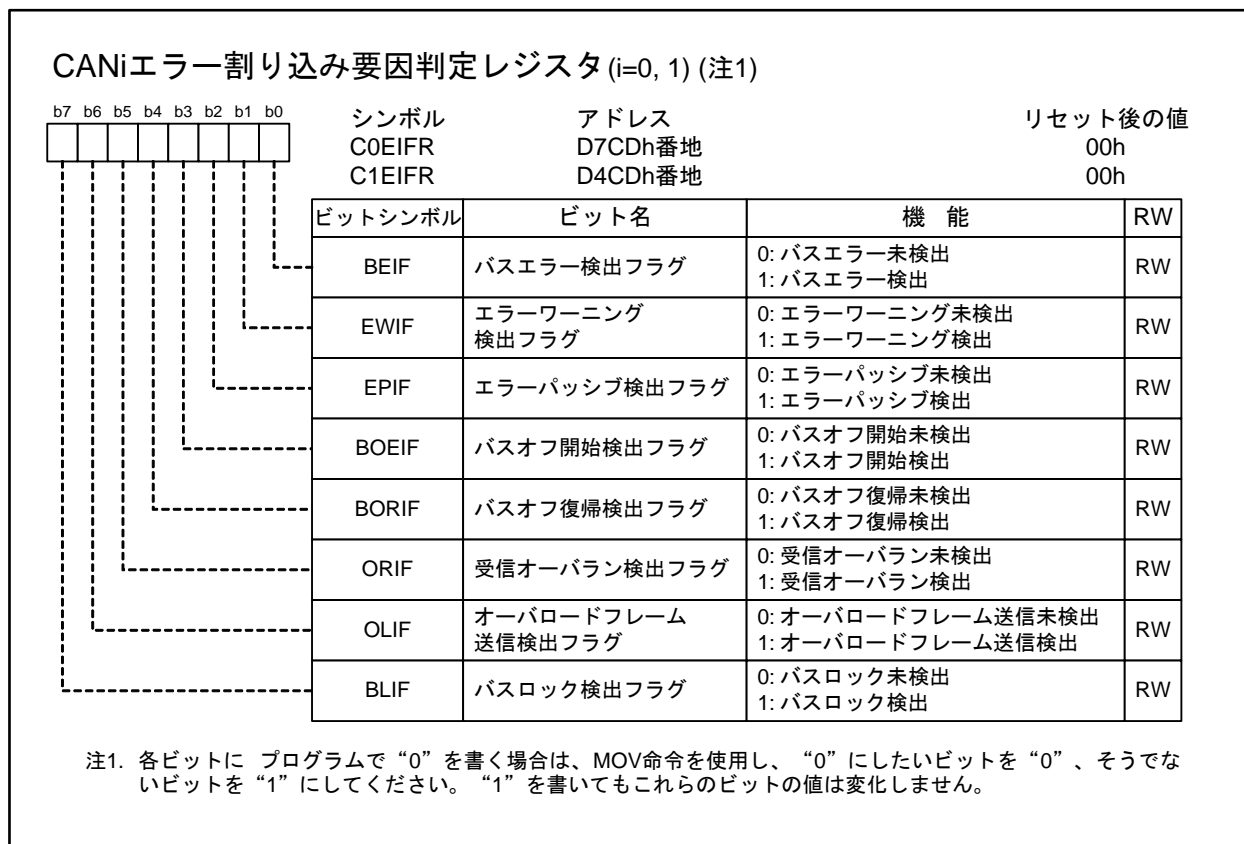 CANiエラー割り込み要因判定レジスタ(i=0, 1) (注1)
b7 b6 b5 b4 b3 b2 b1 b0
シンボル アドレス リセット後の値
C0EIFR D7CDh番地 00h
C1EIFR D4CDh番地 00h
ビットシンボル ビット名 機 能 RW
BEIF バスエラー検出フラグ 0: バスエラー未検出 RW
1: バスエラー検出
EWIF エラーワーニング 0: エラーワーニング未検出 RW
検出フラグ 1: エラーワーニング検出
EPIF エラーパッシブ検出フラグ 0: エラーパッシブ未検出 RW
1: エラーパッシブ検出
BOEIF バスオフ開始検出フラグ 0: バスオフ開始未検出 RW
1: バスオフ開始検出
BORIF バスオフ復帰検出フラグ 0: バスオフ復帰未検出 RW
1: バスオフ復帰検出
ORIF 受信オーバラン検出フラグ 0: 受信オーバラン未検出 RW
1: 受信オーバラン検出
OLIF オーバロードフレーム 0: オーバロードフレーム送信未検出 RW
送信検出フラグ 1: オーバロードフレーム送信検出
BLIF バスロック検出フラグ 0: バスロック未検出 RW
1: バスロック検出
注1. 各ビットに プログラムで“0”を書く場合は、MOV命令を使用し、“0”にしたいビットを“0”、そうでな
いビットを“1”にしてください。“1”を書いてもこれらのビットの値は変化しません。